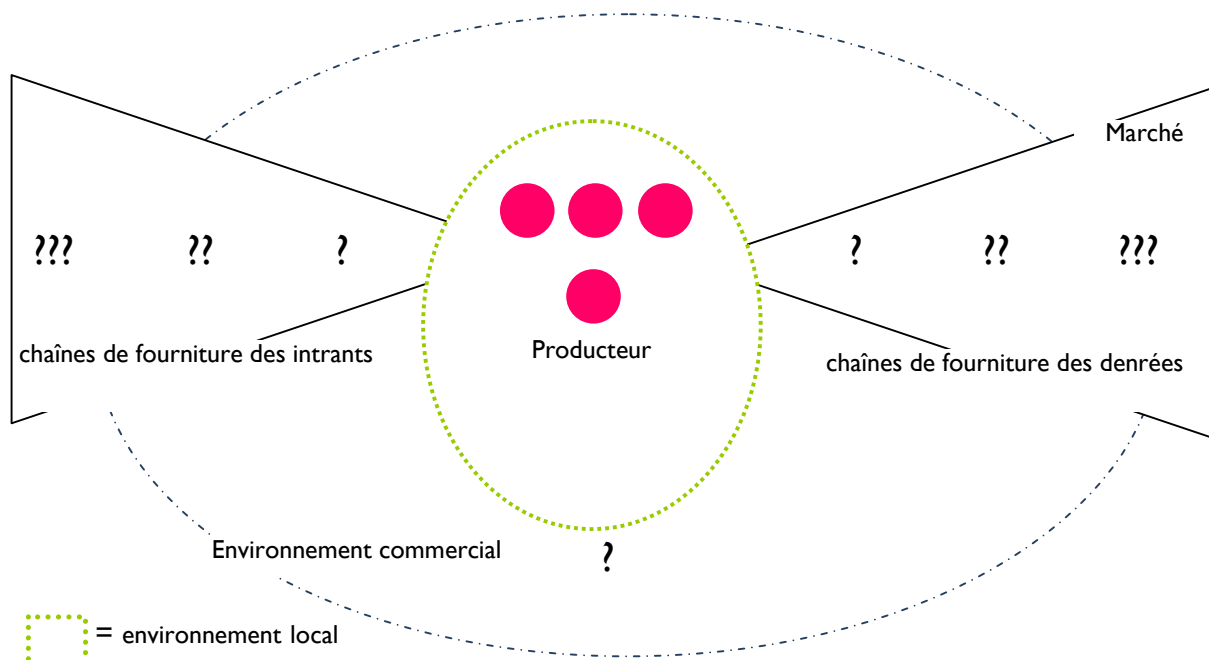 Marché
??? ?? ? ? ?? ???
Producteur
chaînes de fourniture des intrants
chaînes de fourniture des denrées
Environnement commercial
?
= environnement local